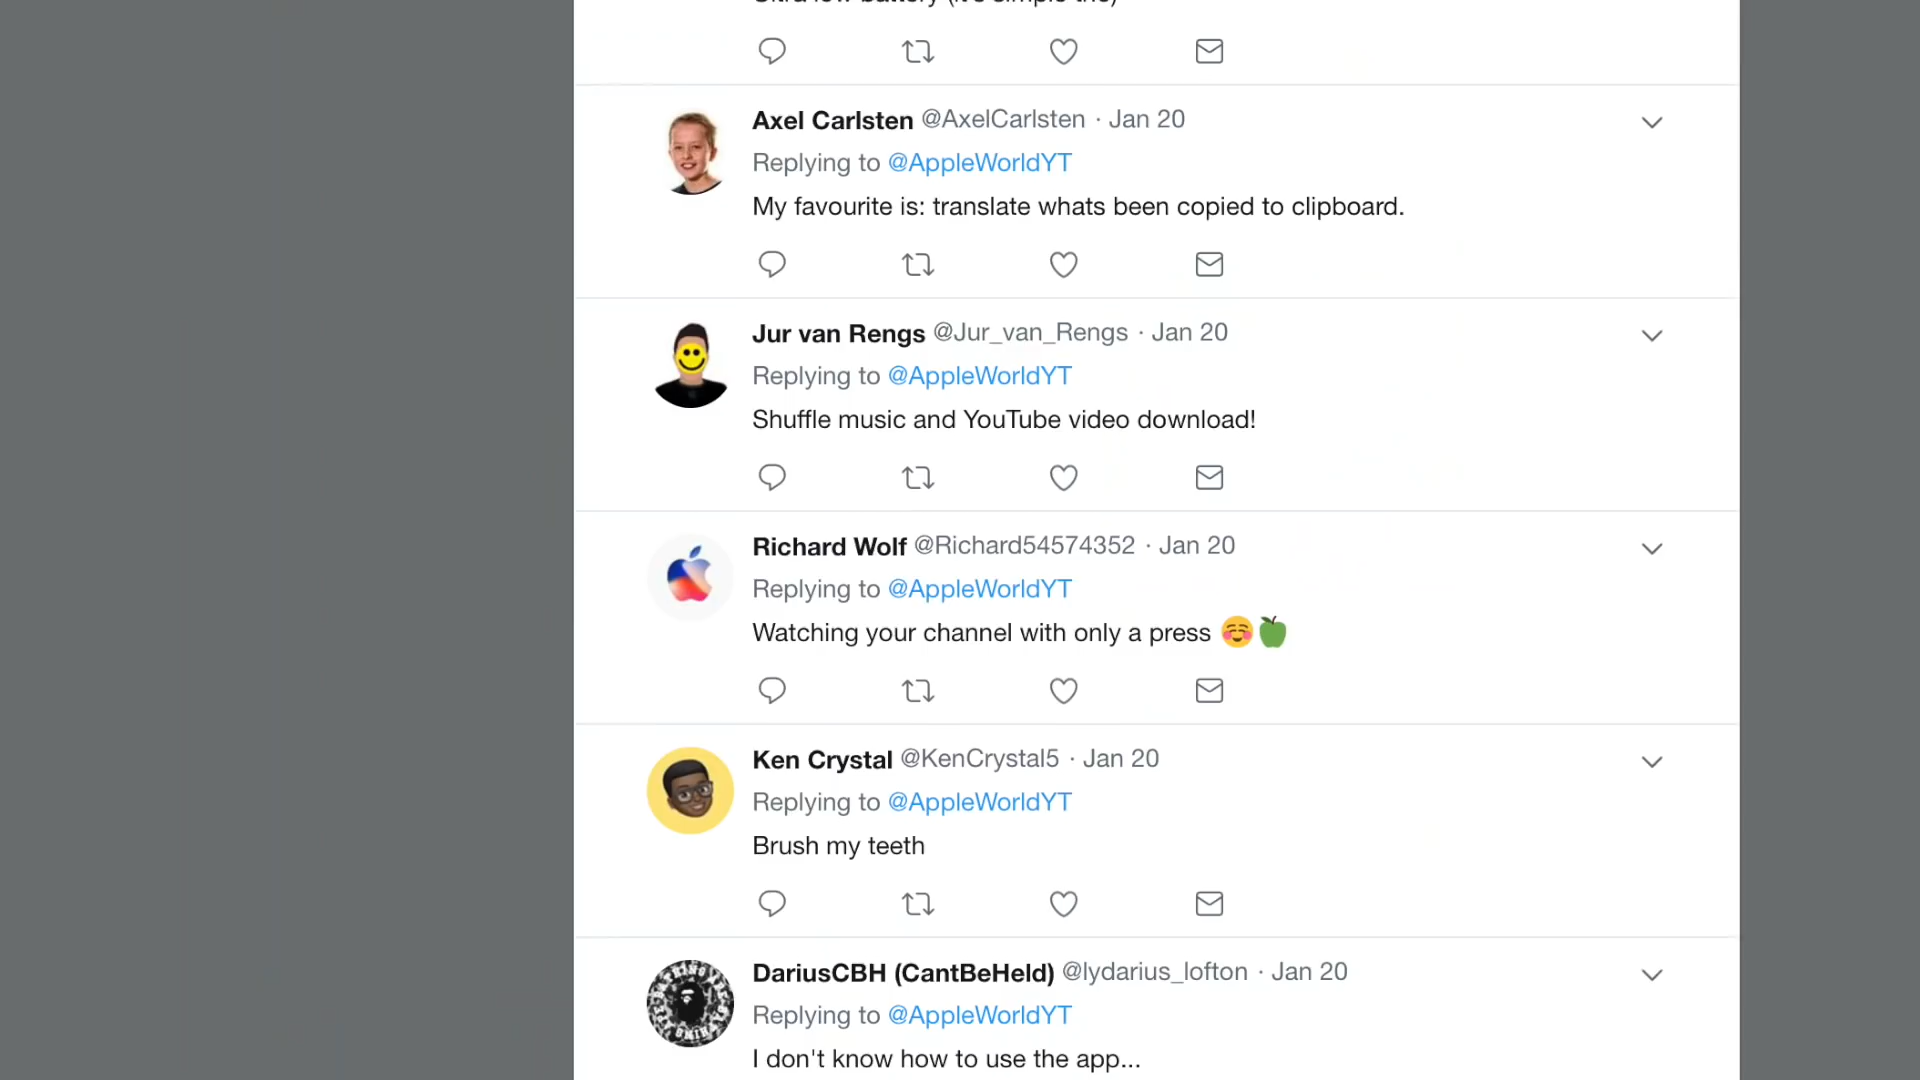 Axel Carlsten @AxelCarlsten · Jan 20
Replying to @AppleWorldYT
My favourite is: translate whats been copied to clipboard.
Jur van Rengs @Jur_van_Rengs · Jan 20
Replying to @AppleWorldYT
Shuffle music and YouTube video download!
Richard Wolf @Richard54574352 · Jan 20
Replying to @AppleWorldYT
Watching your channel with only a press ☺️🍏
Ken Crystal @KenCrystal5 · Jan 20
Replying to @AppleWorldYT
Brush my teeth
DariusCBH (CantBeHeld) @lydarius_lofton · Jan 20
Replying to @AppleWorldYT
I don't know how to use the app...